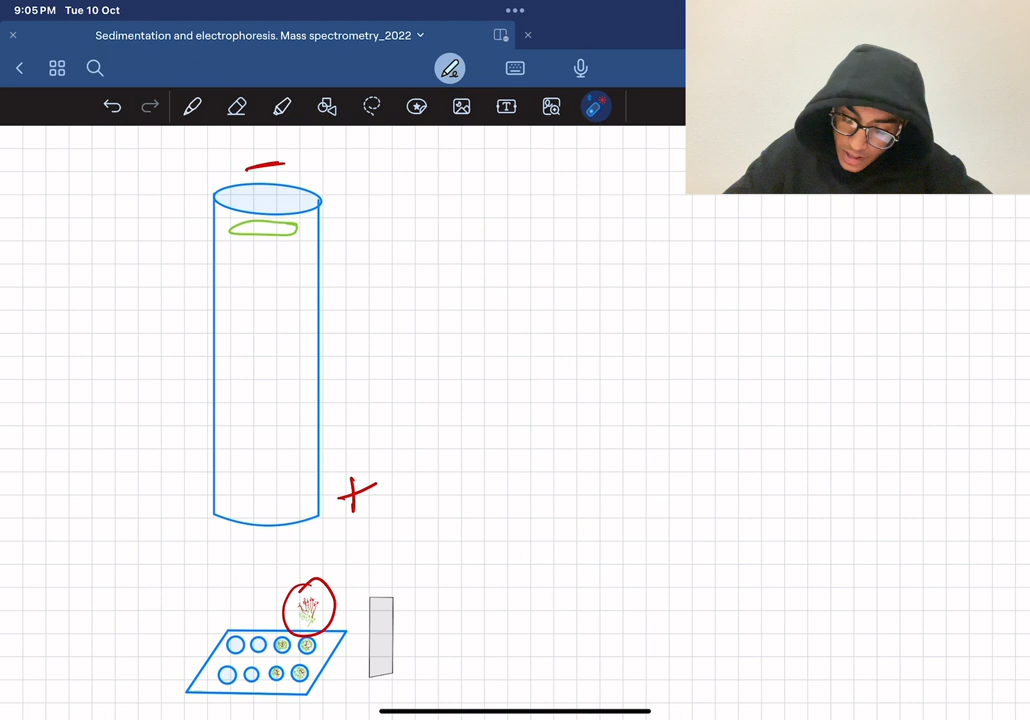 9:05 PM Tue 10 Oct
Sedimentation and electrophoresis. Mass spectrometry_2022
T
−
+